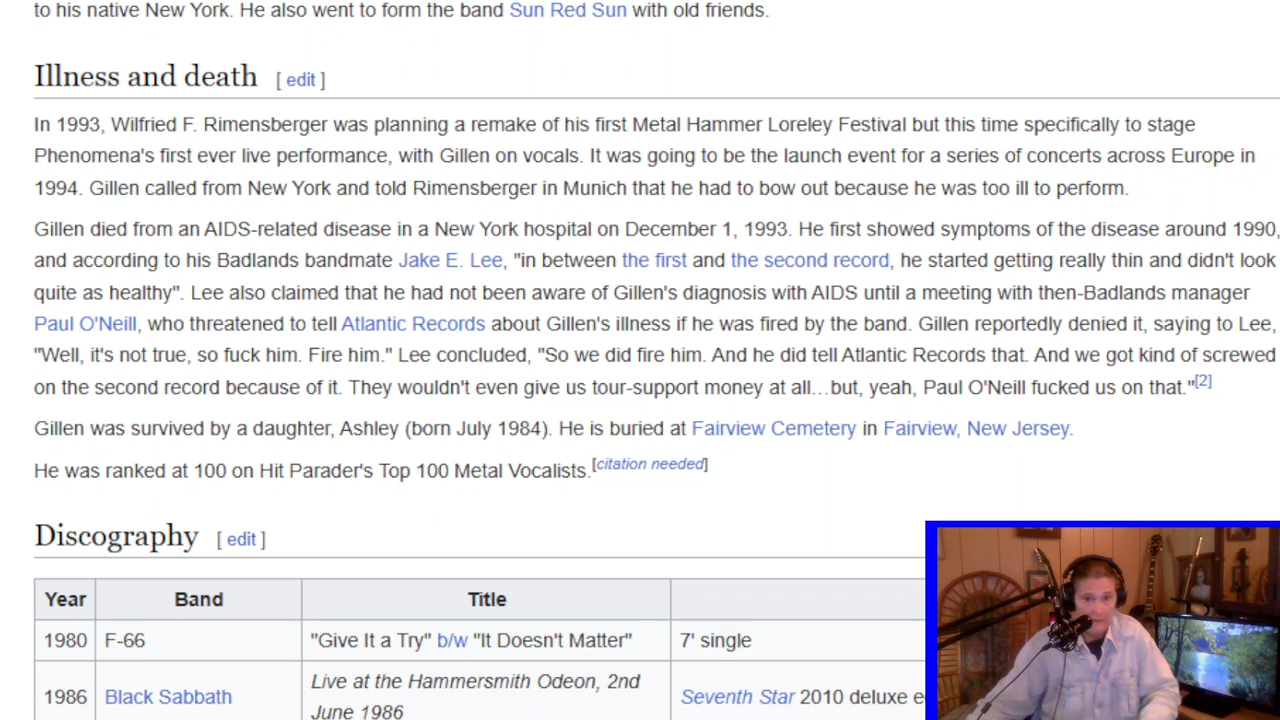 to his native New York. He also went to form the band Sun Red Sun with old friends.
Illness and death [ edit ]
In 1993, Wilfried F. Rimensberger was planning a remake of his first Metal Hammer Loreley Festival but this time specifically to stage
Phenomena's first ever live performance, with Gillen on vocals. It was going to be the launch event for a series of concerts across Europe in
1994. Gillen called from New York and told Rimensberger in Munich that he had to bow out because he was too ill to perform.
Gillen died from an AIDS-related disease in a New York hospital on December 1, 1993. He first showed symptoms of the disease around 1990,
and according to his Badlands bandmate Jake E. Lee, "in between the first and the second record, he started getting really thin and didn't look
quite as healthy". Lee also claimed that he had not been aware of Gillen's diagnosis with AIDS until a meeting with then-Badlands manager
Paul O'Neill, who threatened to tell Atlantic Records about Gillen's illness if he was fired by the band. Gillen reportedly denied it, saying to Lee,
"Well, it's not true, so fuck him. Fire him." Lee concluded, "So we did fire him. And he did tell Atlantic Records that. And we got kind of screwed
on the second record because of it. They wouldn't even give us tour-support money at all…but, yeah, Paul O'Neill fucked us on that."[2]
Gillen was survived by a daughter, Ashley (born July 1984). He is buried at Fairview Cemetery in Fairview, New Jersey.
He was ranked at 100 on Hit Parader's Top 100 Metal Vocalists.[citation needed]
Discography [ edit ]
Year Band Title
1980 F-66 "Give It a Try" b/w "It Doesn't Matter" 7' single
1986 Black Sabbath Live at the Hammersmith Odeon, 2nd June 1986 Seventh Star 2010 deluxe